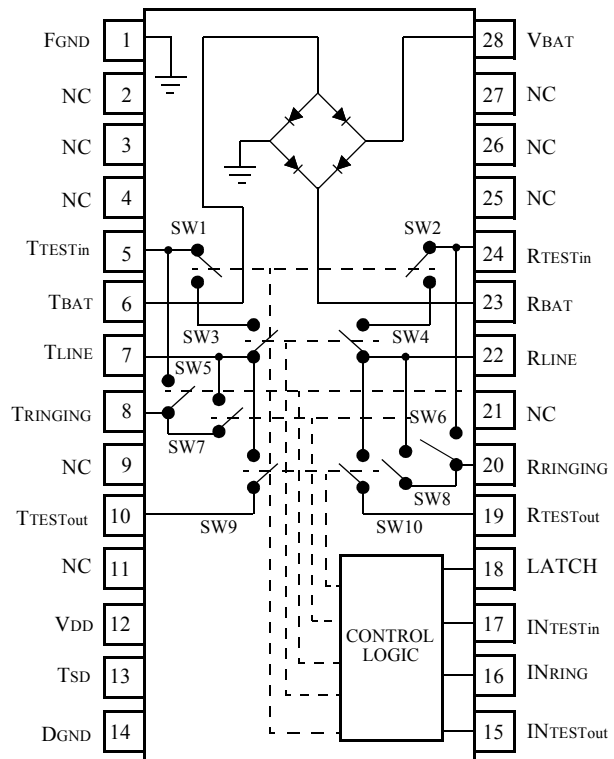 FGND 1 28 VBAT
NC 2 27 NC
NC 3 26 NC
NC 4 25 NC
SW1 SW2
TTESTin 5 24 RTESTin
TBAT 6 23 RBAT
SW3 SW4
TLINE 7 22 RLINE
SW5
TRINGING 8 21 NC
SW6
SW7
NC 9 20 RRINGING
SW8
TTESTout 10 19 RTESTout
SW9 SW10
NC 11 18 LATCH
VDD 12 17 INTESTin
CONTROL
LOGIC
TSD 13 16 INRING
DGND 14 15 INTESTout